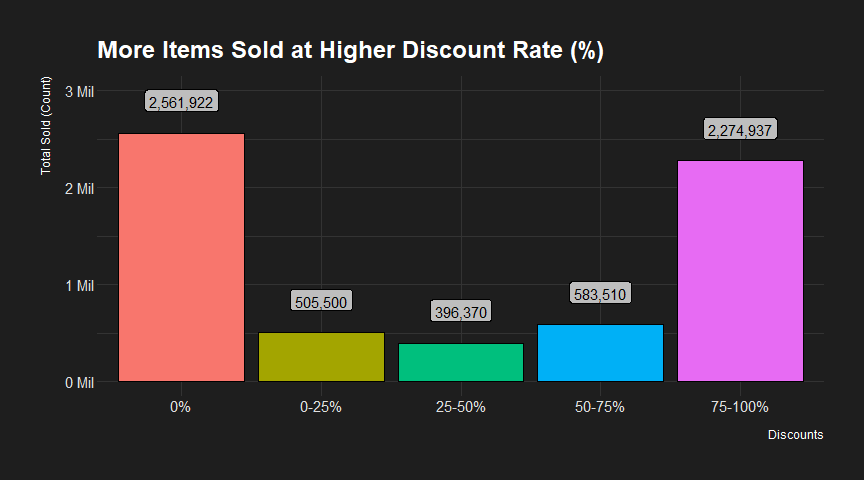 More Items Sold at Higher Discount Rate (%)
Total Sold (Count)
3 Mil
2 Mil
1 Mil
0 Mil
2,561,922
505,500
396,370
583,510
2,274,937
0%
0-25%
25-50%
50-75%
75-100%
Discounts